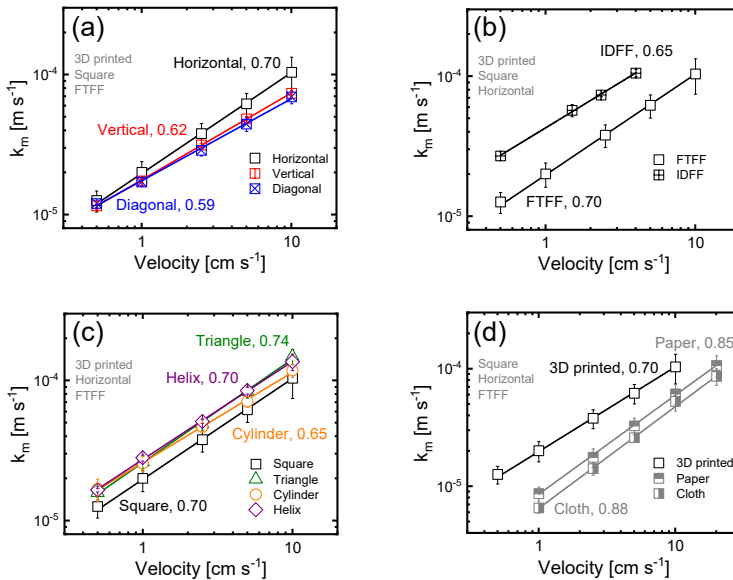 (a)
3D printed
Square
FTFF
Horizontal, 0.70
Vertical, 0.62
Diagonal, 0.59
Horizontal
Vertical
Diagonal
10⁻⁴
10⁻⁵
kₘ [m s⁻¹]
1
10
Velocity [cm s⁻¹]
(b)
3D printed
Square
Horizontal
IDFF, 0.65
FTFF, 0.70
FTFF
IDFF
10⁻⁴
10⁻⁵
kₘ [m s⁻¹]
1
10
Velocity [cm s⁻¹]
(c)
3D printed
Horizontal
FTFF
Triangle, 0.74
Helix, 0.70
Cylinder, 0.65
Square, 0.70
Square
Triangle
Cylinder
Helix
10⁻⁴
10⁻⁵
kₘ [m s⁻¹]
1
10
Velocity [cm s⁻¹]
(d)
Square
Horizontal
FTFF
Paper, 0.85
3D printed, 0.70
Cloth, 0.88
3D printed
Paper
Cloth
10⁻⁴
10⁻⁵
kₘ [m s⁻¹]
1
10
Velocity [cm s⁻¹]